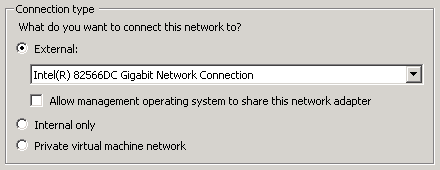 Connection type
What do you want to connect this network to?
External:
Intel(R) 82566DC Gigabit Network Connection
Allow management operating system to share this network adapter
Internal only
Private virtual machine network